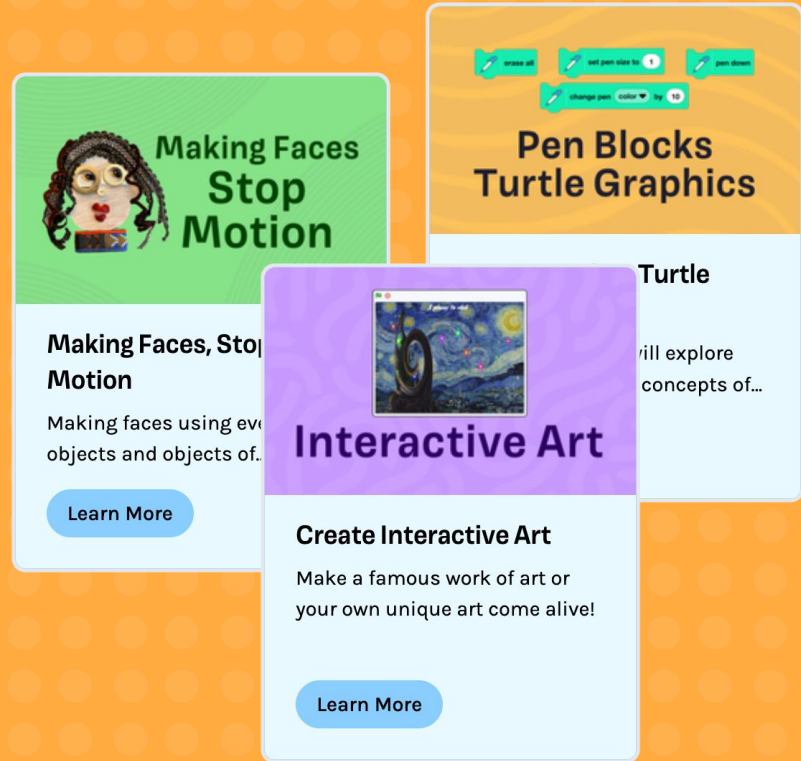 Making Faces
Stop
Motion
Making Faces, Stop
Motion
Making faces using
objects and objects of..
Learn More
erase all
set pen size to 1
pen down
change pen color by 10
Pen Blocks
Turtle Graphics
Turtle
will explore
concepts of...
Interactive Art
Create Interactive Art
Make a famous work of art or
your own unique art come alive!
Learn More